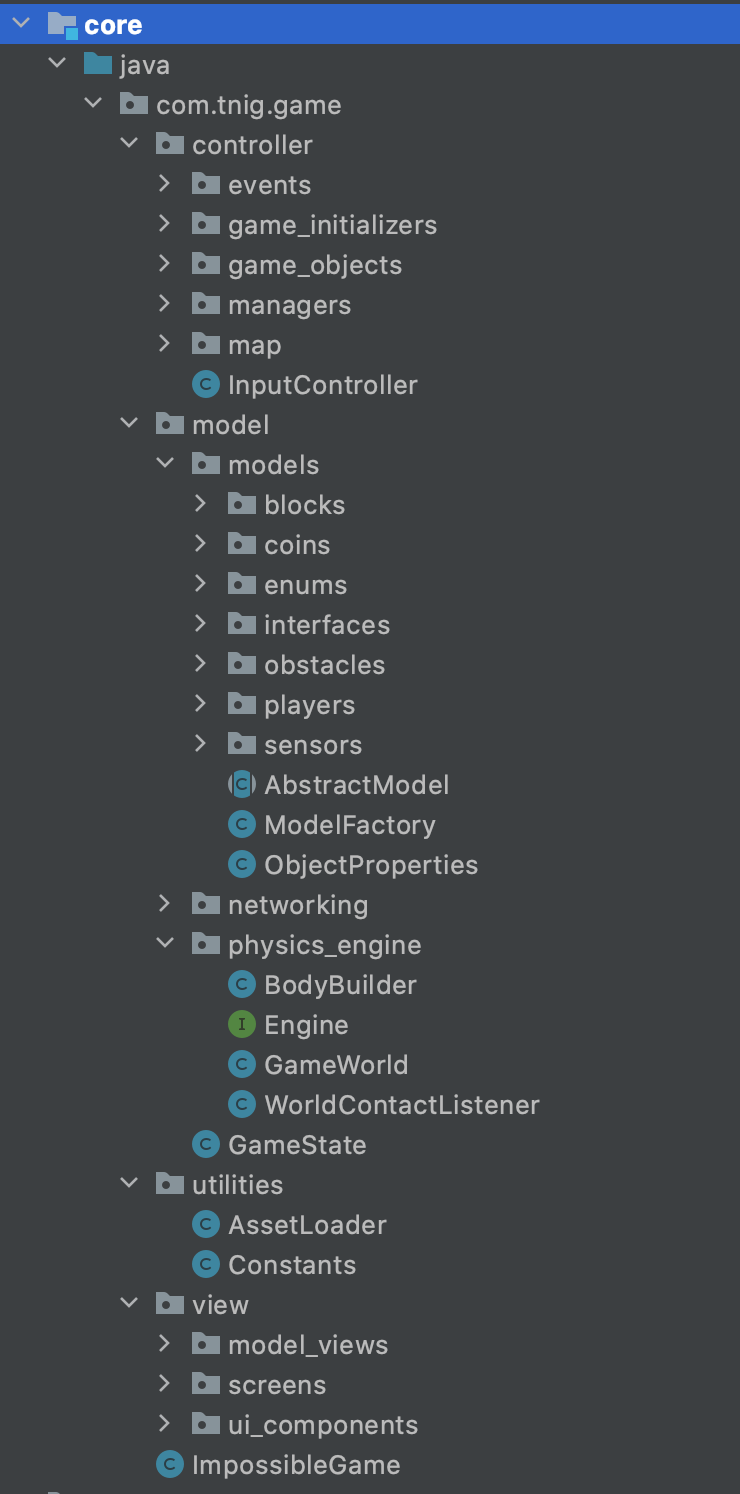 core
java
com.tnig.game
controller
events
game_initializers
game_objects
managers
map
InputController
model
models
blocks
coins
enums
interfaces
obstacles
players
sensors
AbstractModel
ModelFactory
ObjectProperties
networking
physics_engine
BodyBuilder
Engine
GameWorld
WorldContactListener
GameState
utilities
AssetLoader
Constants
view
model_views
screens
ui_components
ImpossibleGame